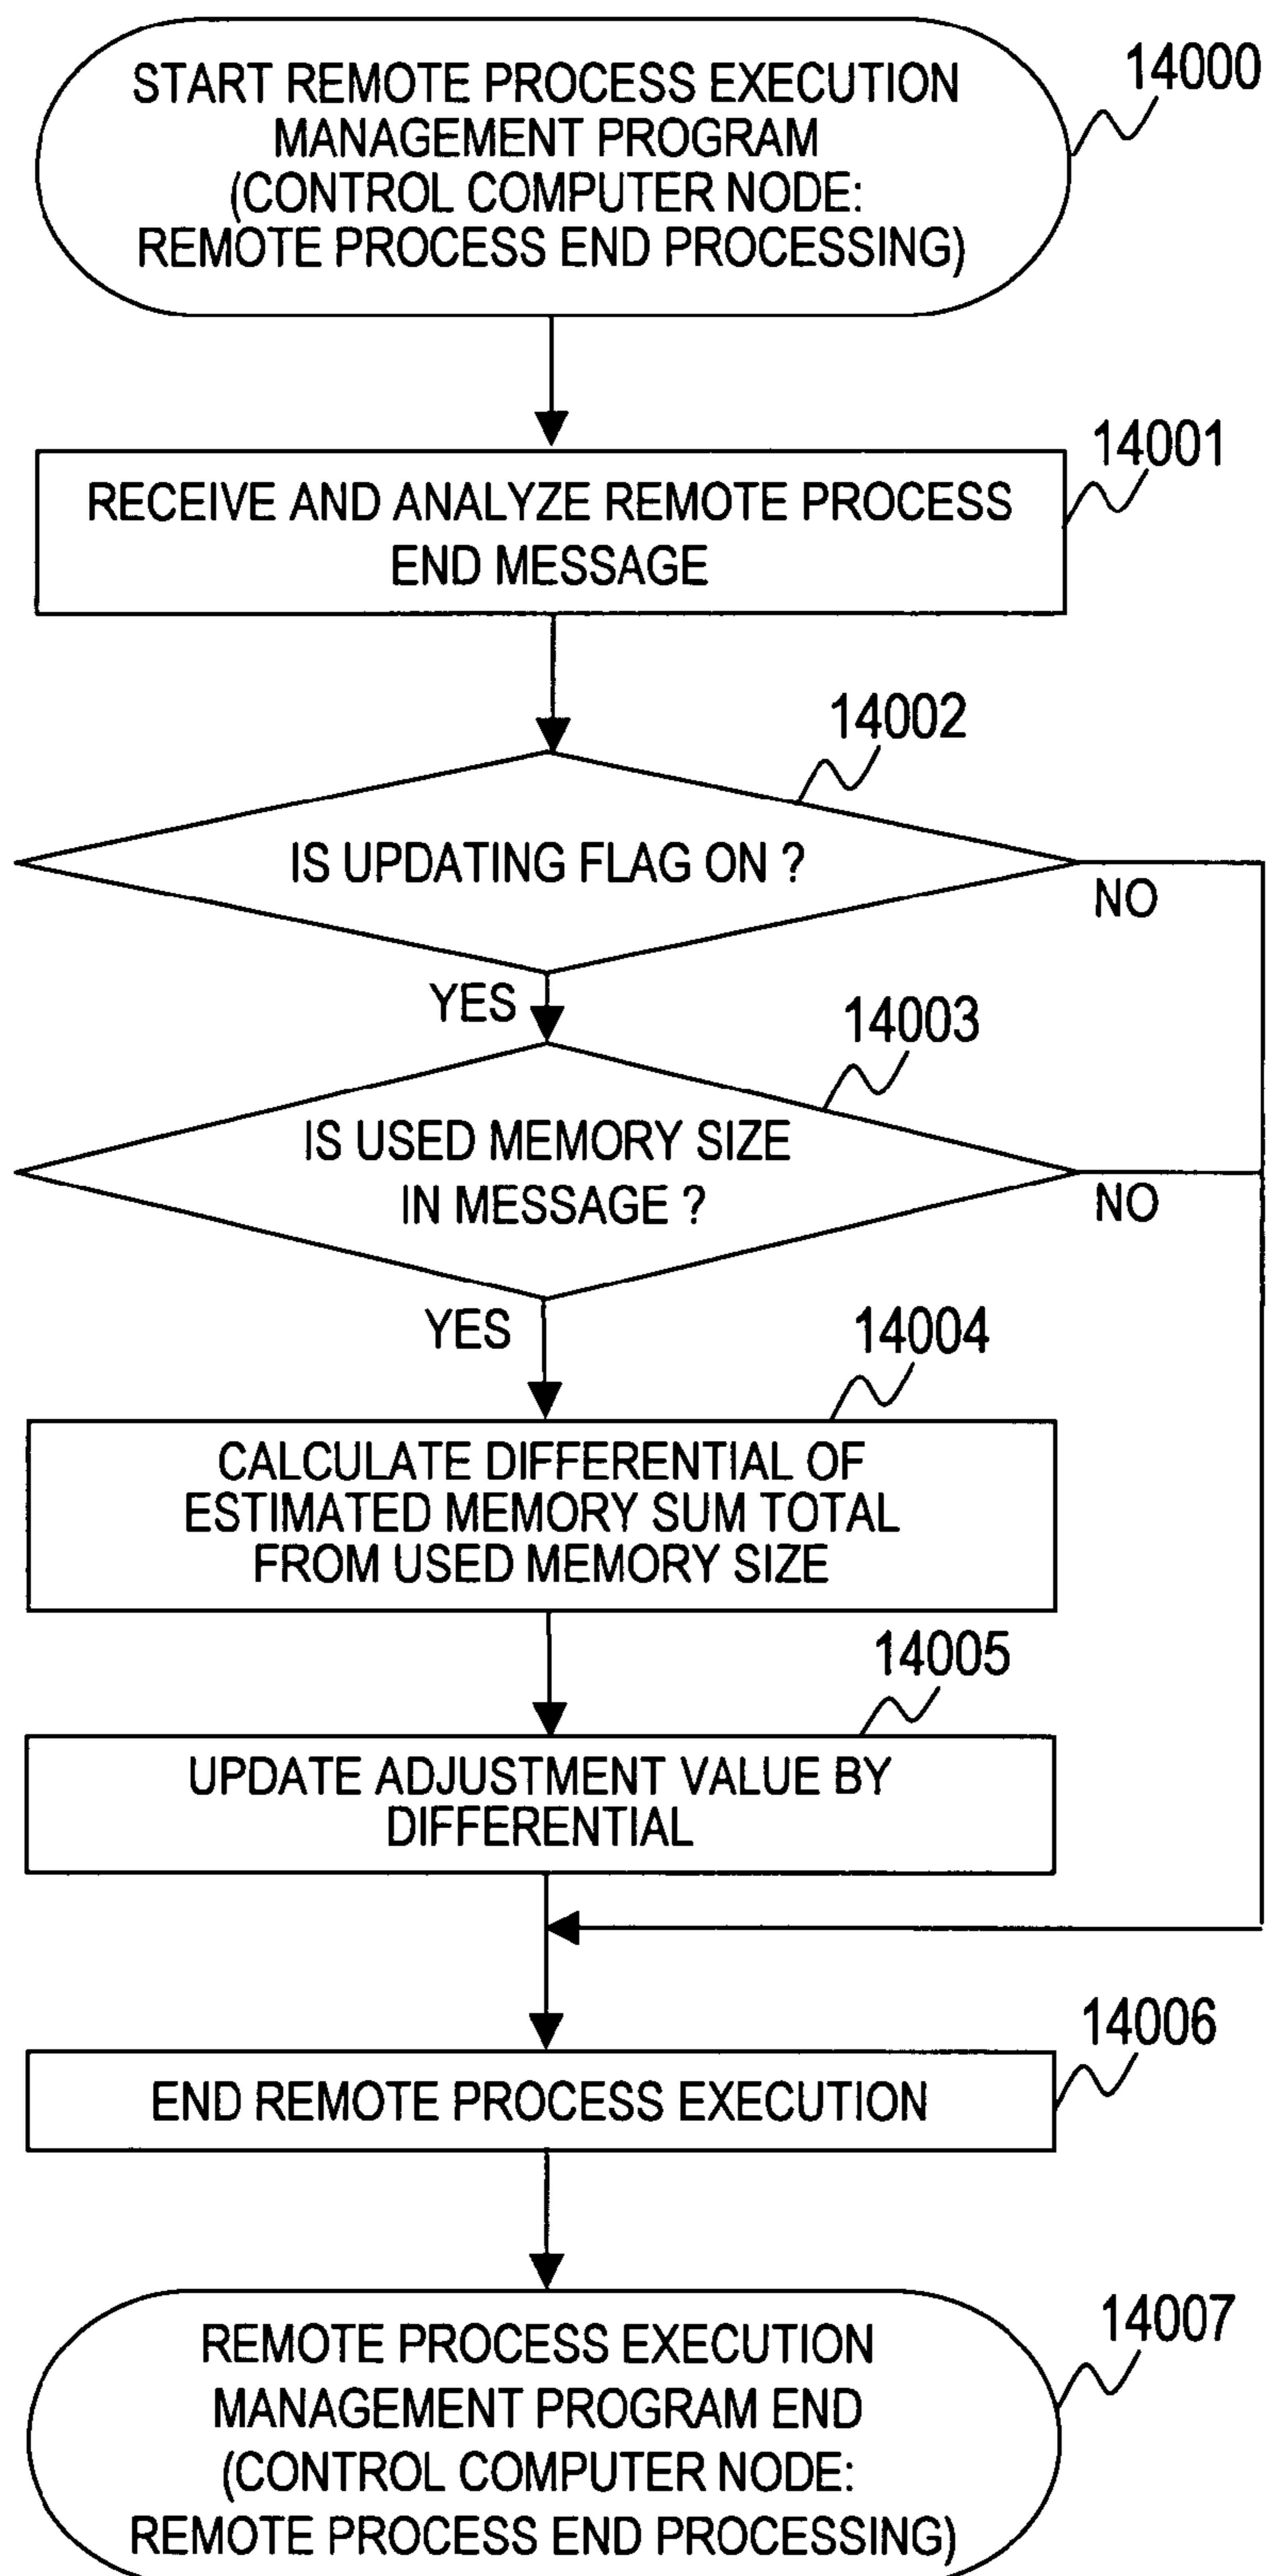 START REMOTE PROCESS EXECUTION
MANAGEMENT PROGRAM
(CONTROL COMPUTER NODE:
REMOTE PROCESS END PROCESSING)
14000
RECEIVE AND ANALYZE REMOTE PROCESS
END MESSAGE
14001
14002
IS UPDATING FLAG ON ?
NO
YES
14003
IS USED MEMORY SIZE
IN MESSAGE ?
NO
YES
14004
CALCULATE DIFFERENTIAL OF
ESTIMATED MEMORY SUM TOTAL
FROM USED MEMORY SIZE
14005
UPDATE ADJUSTMENT VALUE BY
DIFFERENTIAL
14006
END REMOTE PROCESS EXECUTION
14007
REMOTE PROCESS EXECUTION
MANAGEMENT PROGRAM END
(CONTROL COMPUTER NODE:
REMOTE PROCESS END PROCESSING)